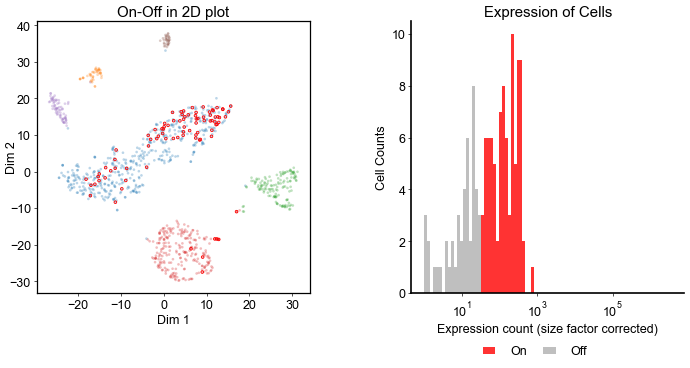 On-Off in 2D plot
Expression of Cells
40
30
20
10
0
−10
−20
−30
Dim 2
−20 −10 0 10 20 30
Dim 1
10
8
6
4
2
0
Cell Counts
10^1 10^3 10^5
Expression count (size factor corrected)
On Off